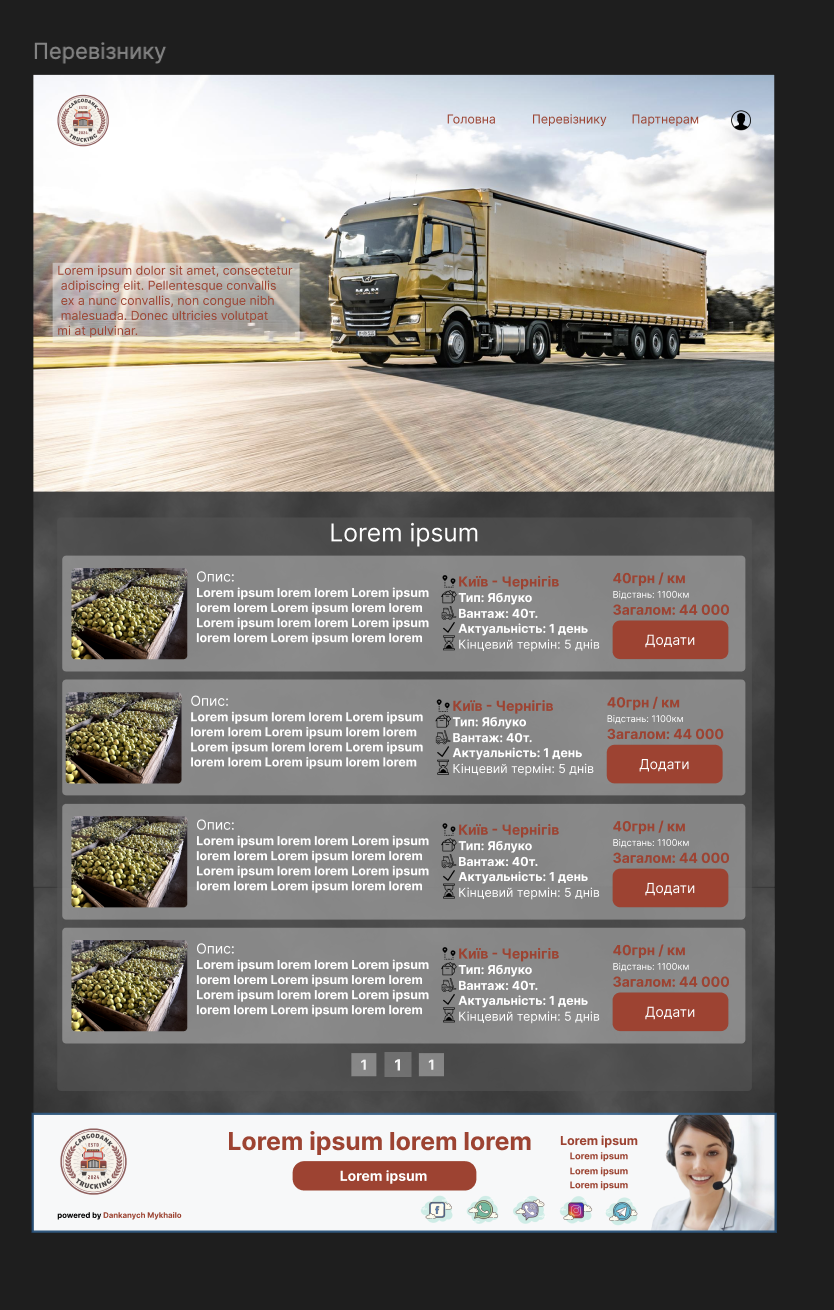 Перевізнику
CARGODANK
ESTD
2024
TRUCKING
Головна Перевізнику Партнерам
Lorem ipsum dolor sit amet, consectetur
adipiscing elit. Pellentesque convallis
ex a nunc convallis, non congue nibh
malesuada. Donec ultricies volutpat
mi at pulvinar.
MAN
Lorem ipsum
Опис:
Lorem ipsum lorem lorem Lorem ipsum
lorem lorem Lorem ipsum lorem lorem
Lorem ipsum lorem lorem Lorem ipsum
lorem lorem Lorem ipsum lorem lorem
Київ - Чернігів
Тип: Яблуко
Вантаж: 40т.
Актуальність: 1 день
Кінцевий термін: 5 днів
40грн / км
Відстань: 1100км
Загалом: 44 000
Додати
Опис:
Lorem ipsum lorem lorem Lorem ipsum
lorem lorem Lorem ipsum lorem lorem
Lorem ipsum lorem lorem Lorem ipsum
lorem lorem Lorem ipsum lorem lorem
Київ - Чернігів
Тип: Яблуко
Вантаж: 40т.
Актуальність: 1 день
Кінцевий термін: 5 днів
40грн / км
Відстань: 1100км
Загалом: 44 000
Додати
Опис:
Lorem ipsum lorem lorem Lorem ipsum
lorem lorem Lorem ipsum lorem lorem
Lorem ipsum lorem lorem Lorem ipsum
lorem lorem Lorem ipsum lorem lorem
Київ - Чернігів
Тип: Яблуко
Вантаж: 40т.
Актуальність: 1 день
Кінцевий термін: 5 днів
40грн / км
Відстань: 1100км
Загалом: 44 000
Додати
Опис:
Lorem ipsum lorem lorem Lorem ipsum
lorem lorem Lorem ipsum lorem lorem
Lorem ipsum lorem lorem Lorem ipsum
lorem lorem Lorem ipsum lorem lorem
Київ - Чернігів
Тип: Яблуко
Вантаж: 40т.
Актуальність: 1 день
Кінцевий термін: 5 днів
40грн / км
Відстань: 1100км
Загалом: 44 000
Додати
1 1 1
CARGODANK
ESTD
2024
TRUCKING
powered by Dankanych Mykhailo
Lorem ipsum lorem lorem
Lorem ipsum
Lorem ipsum
Lorem ipsum
Lorem ipsum
Lorem ipsum